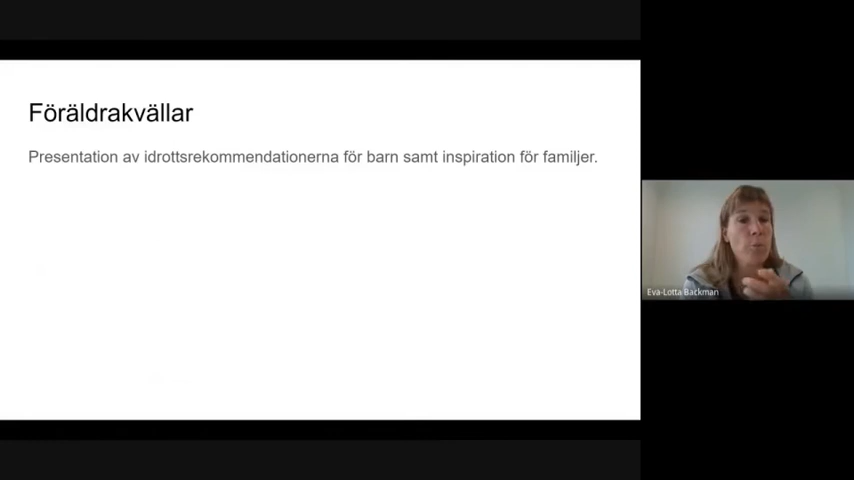 Föräldrakvällar
Presentation av idrottsrekommendationerna för barn samt inspiration för familjer.
Eva-Lotta Backman